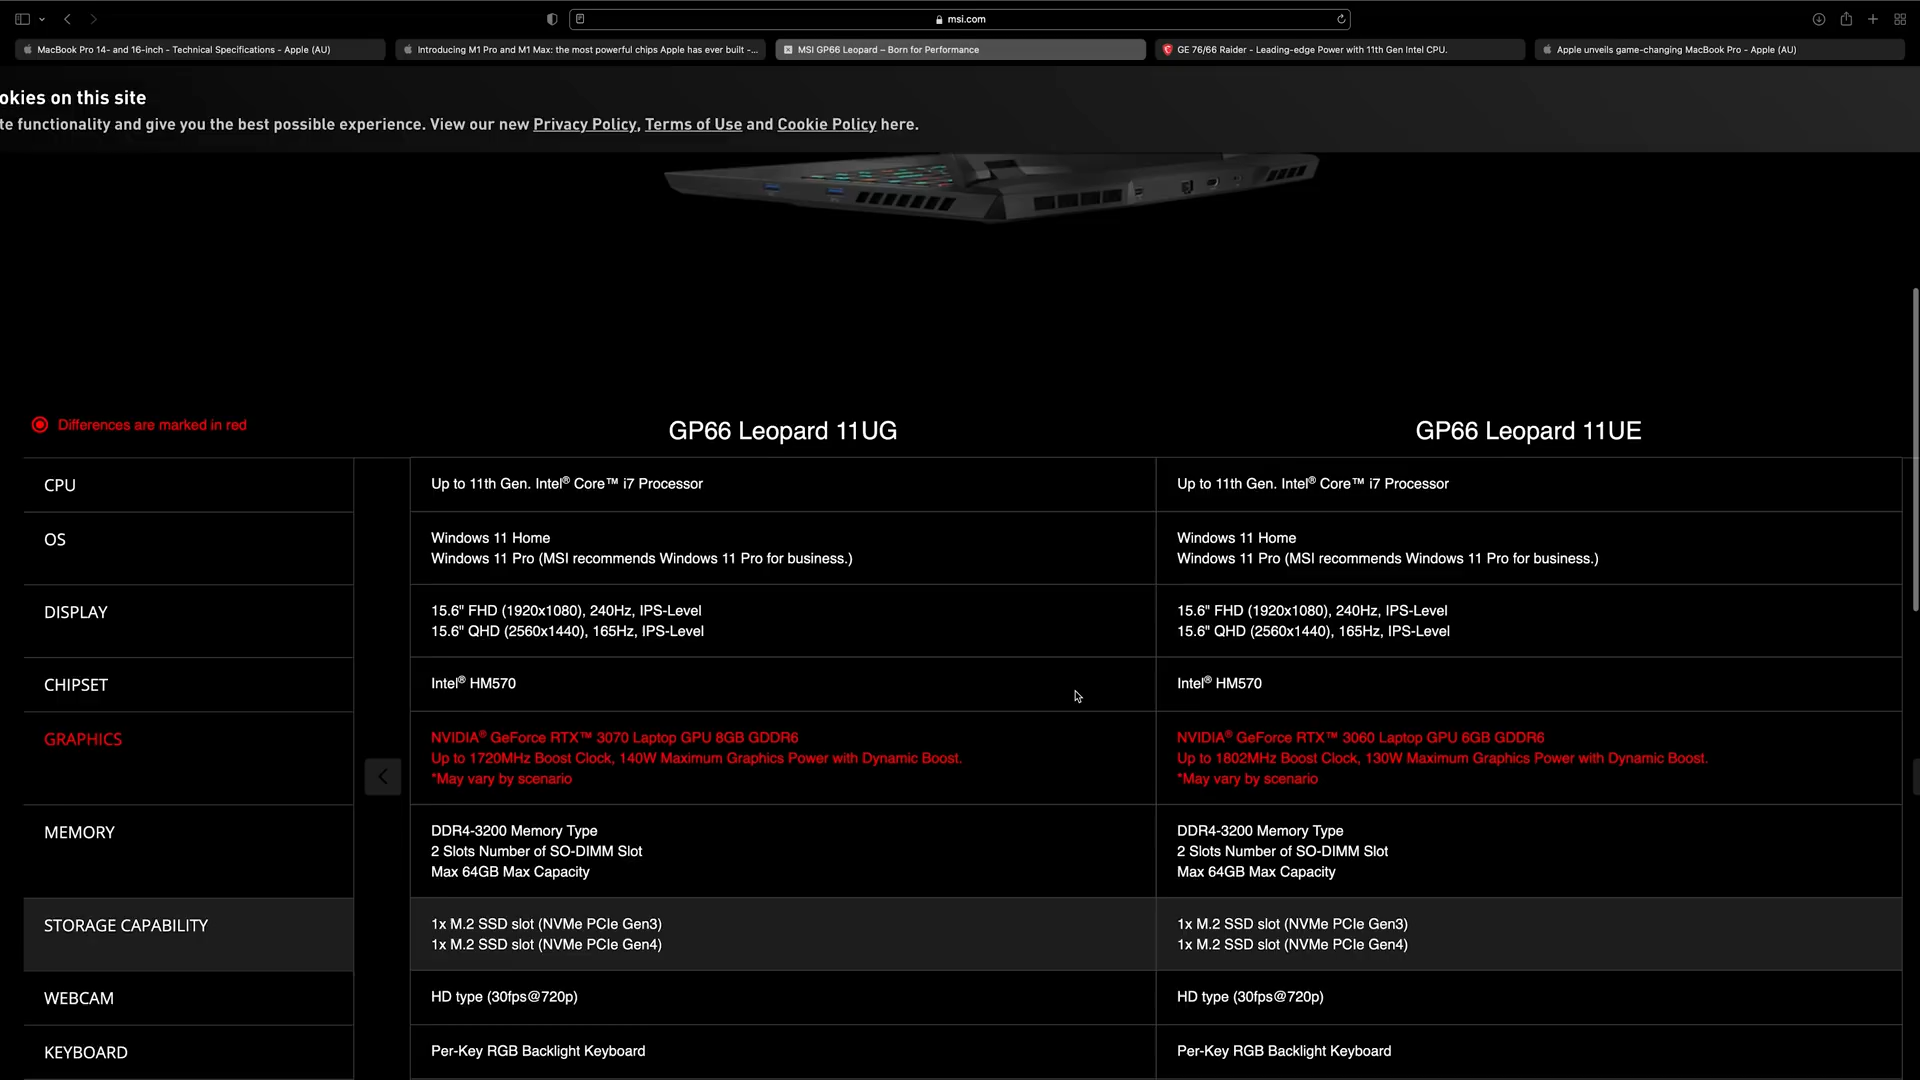 msi.com
MacBook Pro 14- and 16-inch - Technical Specifications - Apple (AU)
Introducing M1 Pro and M1 Max: the most powerful chips Apple has ever built -...
MSI GP66 Leopard – Born for Performance
GE 76/66 Raider - Leading-edge Power with 11th Gen Intel CPU.
Apple unveils game-changing MacBook Pro - Apple (AU)
okies on this site
te functionality and give you the best possible experience. View our new Privacy Policy, Terms of Use and Cookie Policy here.
Differences are marked in red
GP66 Leopard 11UG
GP66 Leopard 11UE
CPU
Up to 11th Gen. Intel® Core™ i7 Processor
Up to 11th Gen. Intel® Core™ i7 Processor
OS
Windows 11 Home
Windows 11 Pro (MSI recommends Windows 11 Pro for business.)
Windows 11 Home
Windows 11 Pro (MSI recommends Windows 11 Pro for business.)
DISPLAY
15.6" FHD (1920x1080), 240Hz, IPS-Level
15.6" QHD (2560x1440), 165Hz, IPS-Level
15.6" FHD (1920x1080), 240Hz, IPS-Level
15.6" QHD (2560x1440), 165Hz, IPS-Level
CHIPSET
Intel® HM570
Intel® HM570
GRAPHICS
NVIDIA® GeForce RTX™ 3070 Laptop GPU 8GB GDDR6
Up to 1720MHz Boost Clock, 140W Maximum Graphics Power with Dynamic Boost.
*May vary by scenario
NVIDIA® GeForce RTX™ 3060 Laptop GPU 6GB GDDR6
Up to 1802MHz Boost Clock, 130W Maximum Graphics Power with Dynamic Boost.
*May vary by scenario
MEMORY
DDR4-3200 Memory Type
2 Slots Number of SO-DIMM Slot
Max 64GB Max Capacity
DDR4-3200 Memory Type
2 Slots Number of SO-DIMM Slot
Max 64GB Max Capacity
STORAGE CAPABILITY
1x M.2 SSD slot (NVMe PCIe Gen3)
1x M.2 SSD slot (NVMe PCIe Gen4)
1x M.2 SSD slot (NVMe PCIe Gen3)
1x M.2 SSD slot (NVMe PCIe Gen4)
WEBCAM
HD type (30fps@720p)
HD type (30fps@720p)
KEYBOARD
Per-Key RGB Backlight Keyboard
Per-Key RGB Backlight Keyboard